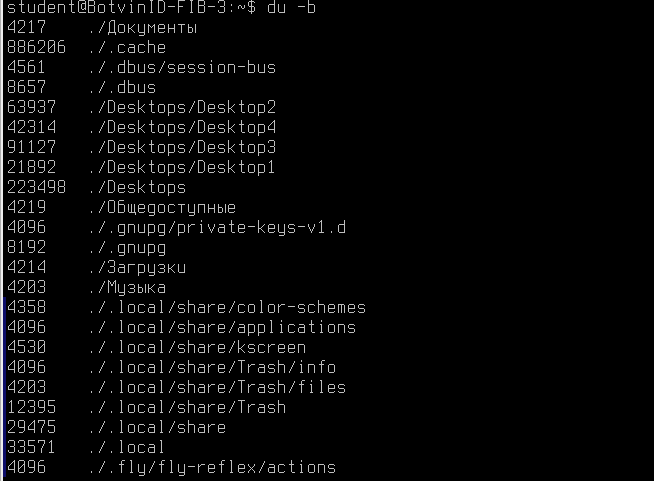 student@BotvinID-FIB-3:~$ du -b
4217 ./Документы
886206 ./.cache
4561 ./.dbus/session-bus
8657 ./.dbus
63937 ./Desktops/Desktop2
42314 ./Desktops/Desktop4
91127 ./Desktops/Desktop3
21892 ./Desktops/Desktop1
223498 ./Desktops
4219 ./Общедоступные
4096 ./.gnupg/private-keys-v1.d
8192 ./.gnupg
4214 ./Загрузки
4203 ./Музыка
4358 ./.local/share/color-schemes
4096 ./.local/share/applications
4530 ./.local/share/kscreen
4096 ./.local/share/Trash/info
4203 ./.local/share/Trash/files
12395 ./.local/share/Trash
29475 ./.local/share
33571 ./.local
4096 ./.fly/fly-reflex/actions